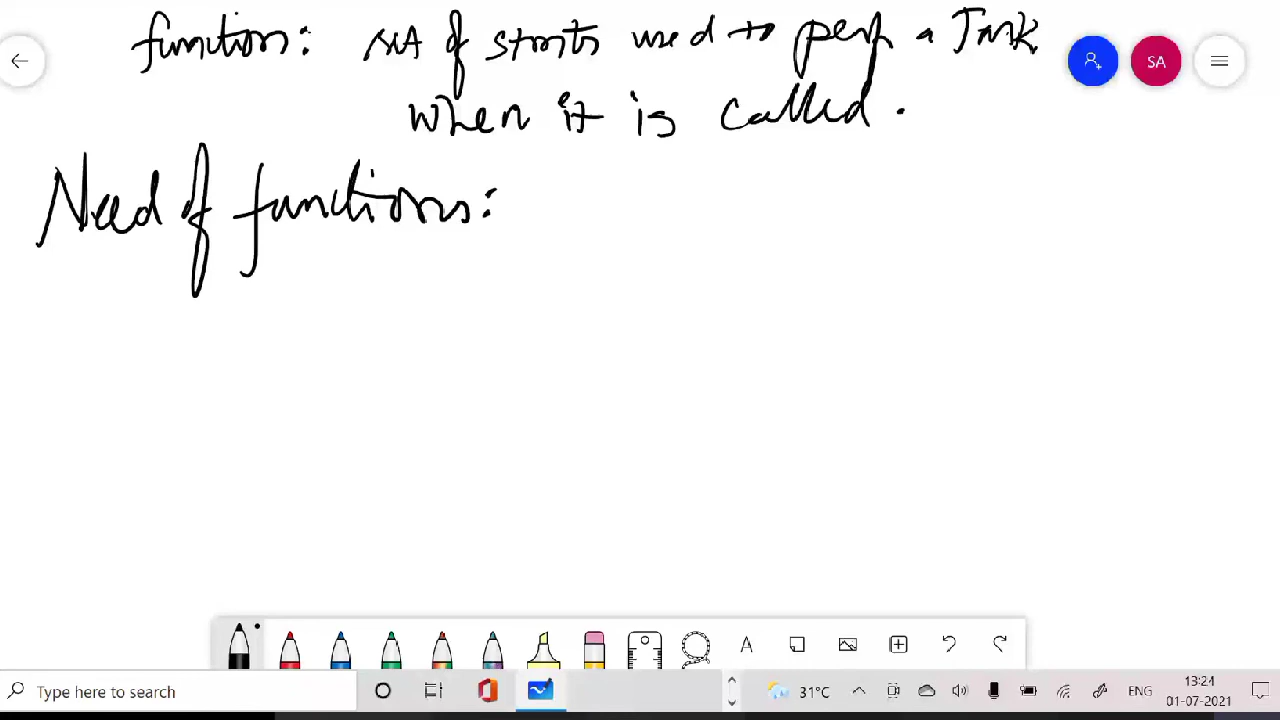 function: set of stmts used to perf a Task
when it is called.
Need of functions:
SA
A
Type here to search
31°C
ENG
13:24
01-07-2021